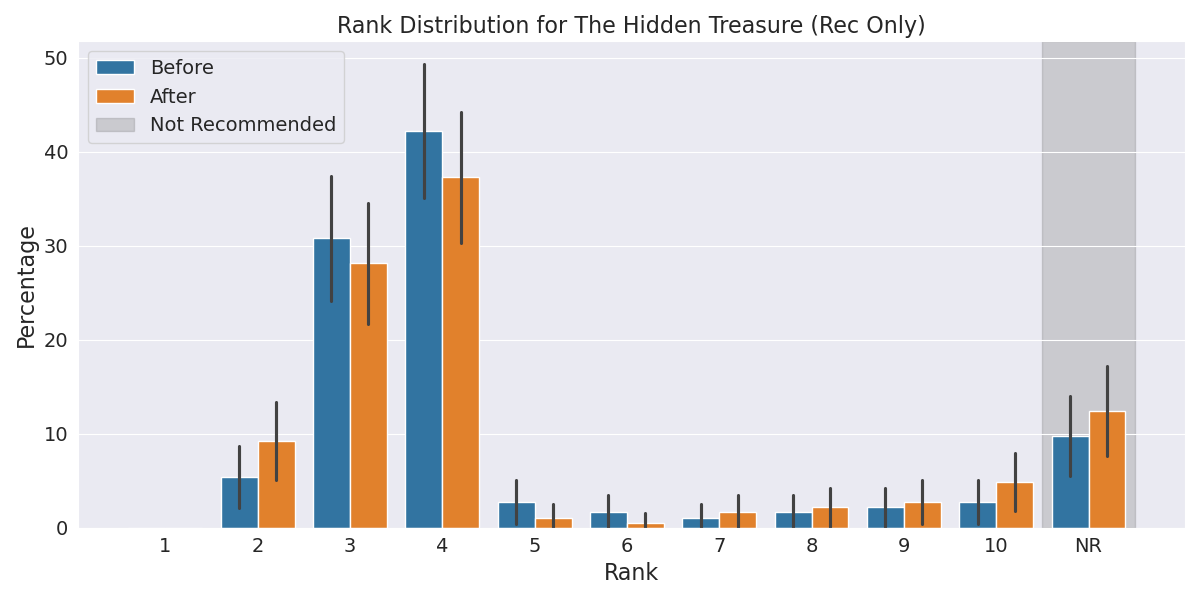 Rank Distribution for The Hidden Treasure (Rec Only)
Before
After
Not Recommended
Percentage
50
40
30
20
10
0
1 2 3 4 5 6 7 8 9 10 NR
Rank